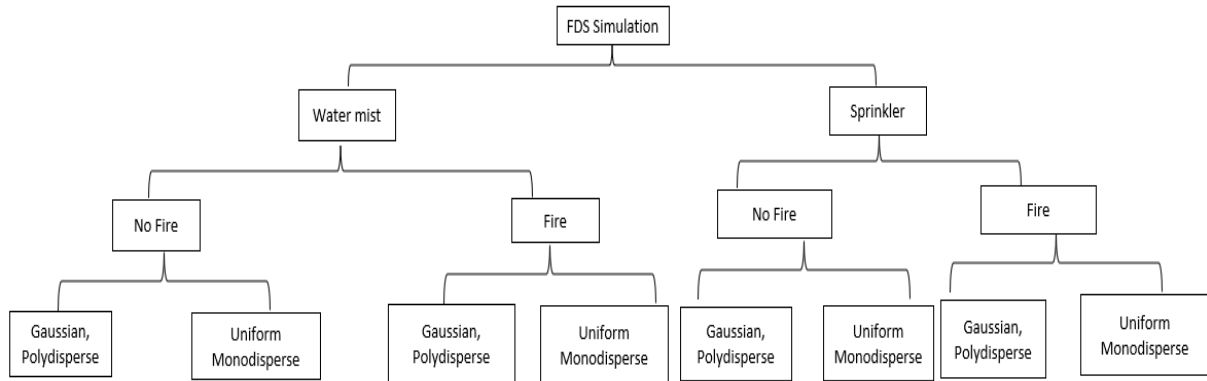 FDS Simulation
Water mist
Sprinkler
No Fire
Fire
No Fire
Fire
Gaussian,
Polydisperse
Uniform
Monodisperse
Gaussian,
Polydisperse
Uniform
Monodisperse
Gaussian,
Polydisperse
Uniform
Monodisperse
Gaussian,
Polydisperse
Uniform
Monodisperse